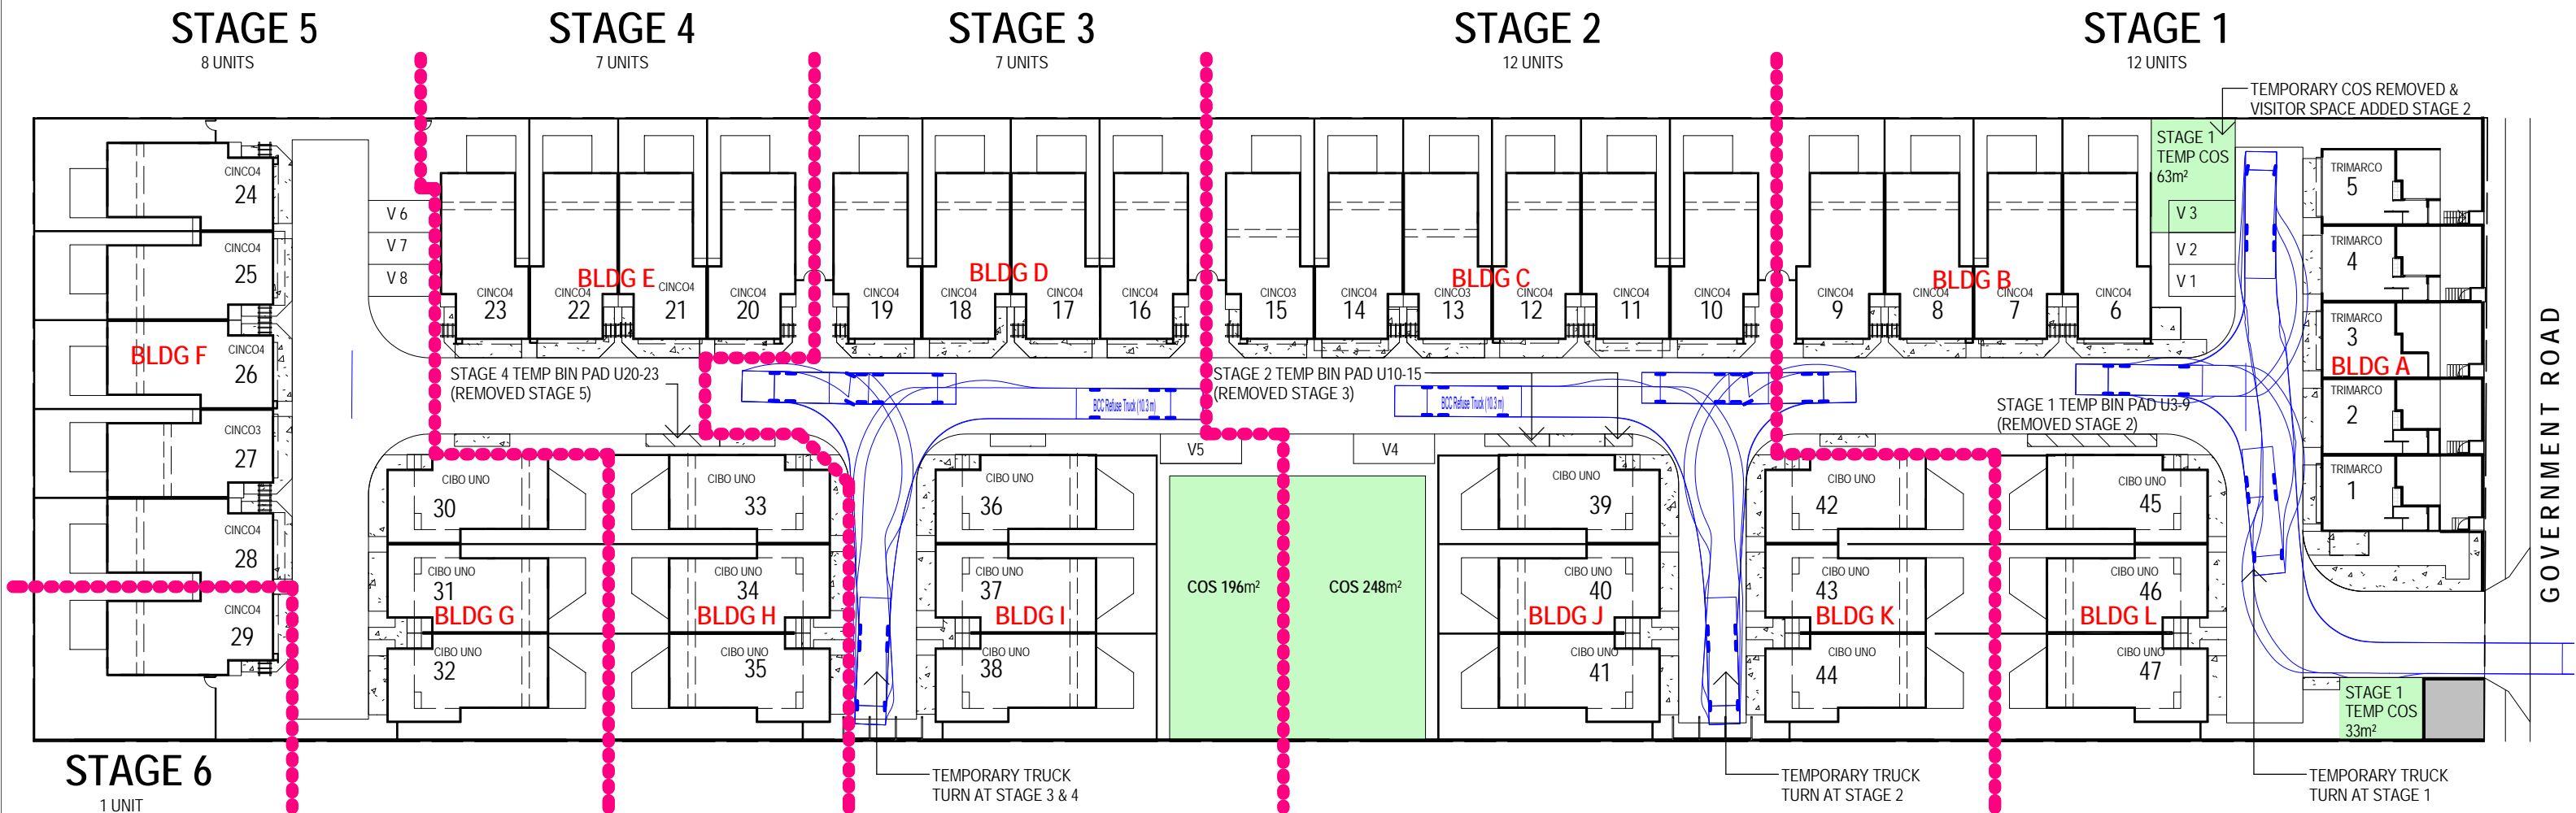 STAGE 5
8 UNITS
STAGE 4
7 UNITS
STAGE 3
7 UNITS
STAGE 2
12 UNITS
STAGE 1
12 UNITS
TEMPORARY COS REMOVED &
VISITOR SPACE ADDED STAGE 2
STAGE 1
TEMP COS
63m²
V 3
V 2
V 1
CINCO4
24
CINCO4
25
CINCO4
26
BLDG F
CINCO3
27
CINCO4
28
CINCO4
29
V 6
V 7
V 8
BLDG E
CINCO4
23
CINCO4
22
CINCO4
21
CINCO4
20
BLDG D
CINCO4
19
CINCO4
18
CINCO4
17
CINCO4
16
BLDG C
CINCO3
15
CINCO4
14
CINCO3
13
CINCO4
12
CINCO4
11
CINCO4
10
BLDG B
CINCO4
9
CINCO4
8
CINCO4
7
CINCO4
6
TRIMARCO
5
TRIMARCO
4
TRIMARCO
3
BLDG A
TRIMARCO
2
TRIMARCO
1
GOVERNMENT ROAD
STAGE 4 TEMP BIN PAD U20-23
(REMOVED STAGE 5)
BCC Refuse Truck (10.3m)
STAGE 2 TEMP BIN PAD U10-15
(REMOVED STAGE 3)
BCC Refuse Truck (10.3m)
STAGE 1 TEMP BIN PAD U3-9
(REMOVED STAGE 2)
V5
V4
CIBO UNO
30
CIBO UNO
31
BLDG G
CIBO UNO
32
CIBO UNO
33
CIBO UNO
34
BLDG H
CIBO UNO
35
CIBO UNO
36
CIBO UNO
37
BLDG I
CIBO UNO
38
COS 196m²
COS 248m²
CIBO UNO
39
CIBO UNO
40
BLDG J
CIBO UNO
41
CIBO UNO
42
CIBO UNO
43
BLDG K
CIBO UNO
44
CIBO UNO
45
CIBO UNO
46
BLDG L
CIBO UNO
47
STAGE 1
TEMP COS
33m²
STAGE 6
1 UNIT
TEMPORARY TRUCK
TURN AT STAGE 3 & 4
TEMPORARY TRUCK
TURN AT STAGE 2
TEMPORARY TRUCK
TURN AT STAGE 1